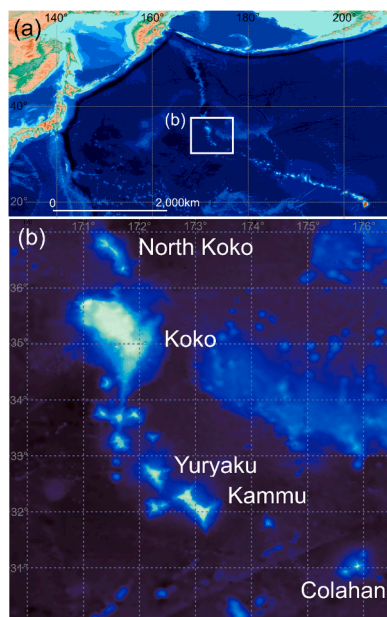 (a)
140° 160° 180° 200°
40°
(b)
0 2,000km
20°
(b)
171° 172° 173° 174° 175° 176°
North Koko
36°
Koko
35°
34°
33°
Yuryaku
Kammu
32°
31°
Colahan